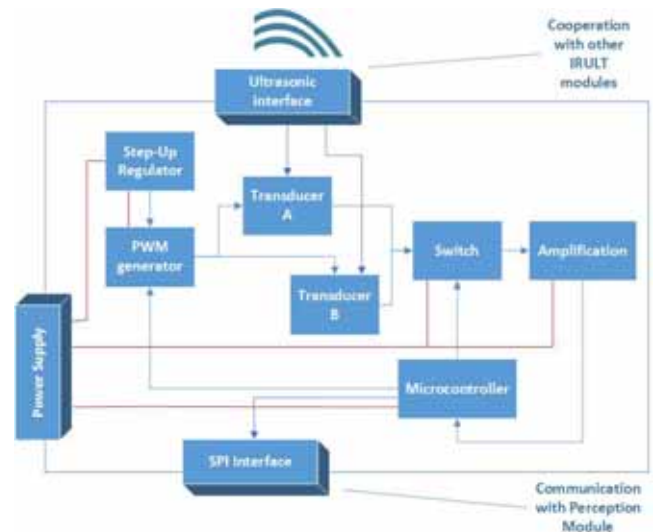 Cooperation
with other
IRULT
modules
Ultrasonic
interface
Step-Up
Regulator
Transducer
A
PWM
generator
Switch
Amplification
Transducer
B
Power Supply
Microcontroller
SPI Interface
Communication
with Perception
Module